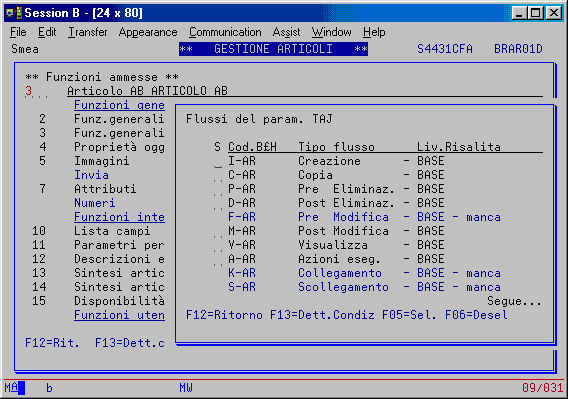 Session B - [24 x 80]
File Edit Transfer Appearance Communication Assist Window Help
Smea ** GESTIONE ARTICOLI ** S4431CFA BRAR01D
** Funzioni ammesse **
3 Articolo AB ARTICOLO AB
Funzioni gene
2 Funz.generali
3 Funz.generali
4 Proprietà ogg
5 Immagini
Invia
7 Attributi
Numeri
Funzioni inte
10 Lista campi
11 Parametri per
12 Descrizioni e
13 Sintesi artic
14 Sintesi artic
15 Disponibilità
Funzioni uten
F12=Rit. F13=Dett.c
Flussi del param. TAJ
S Cod.B£H Tipo flusso Liv.Risalita
I-AR Creazione - BASE
C-AR Copia - BASE
P-AR Pre Eliminaz. - BASE
D-AR Post Eliminaz. - BASE
F-AR Pre Modifica - BASE - manca
M-AR Post Modifica - BASE
V-AR Visualizza - BASE
A-AR Azioni eseg. - BASE
K-AR Collegamento - BASE - manca
S-AR Scollegamento - BASE - manca
Segue...
F12=Ritorno F13=Dett.Condiz F05=Sel. F06=Desel
MA b MW 09/031